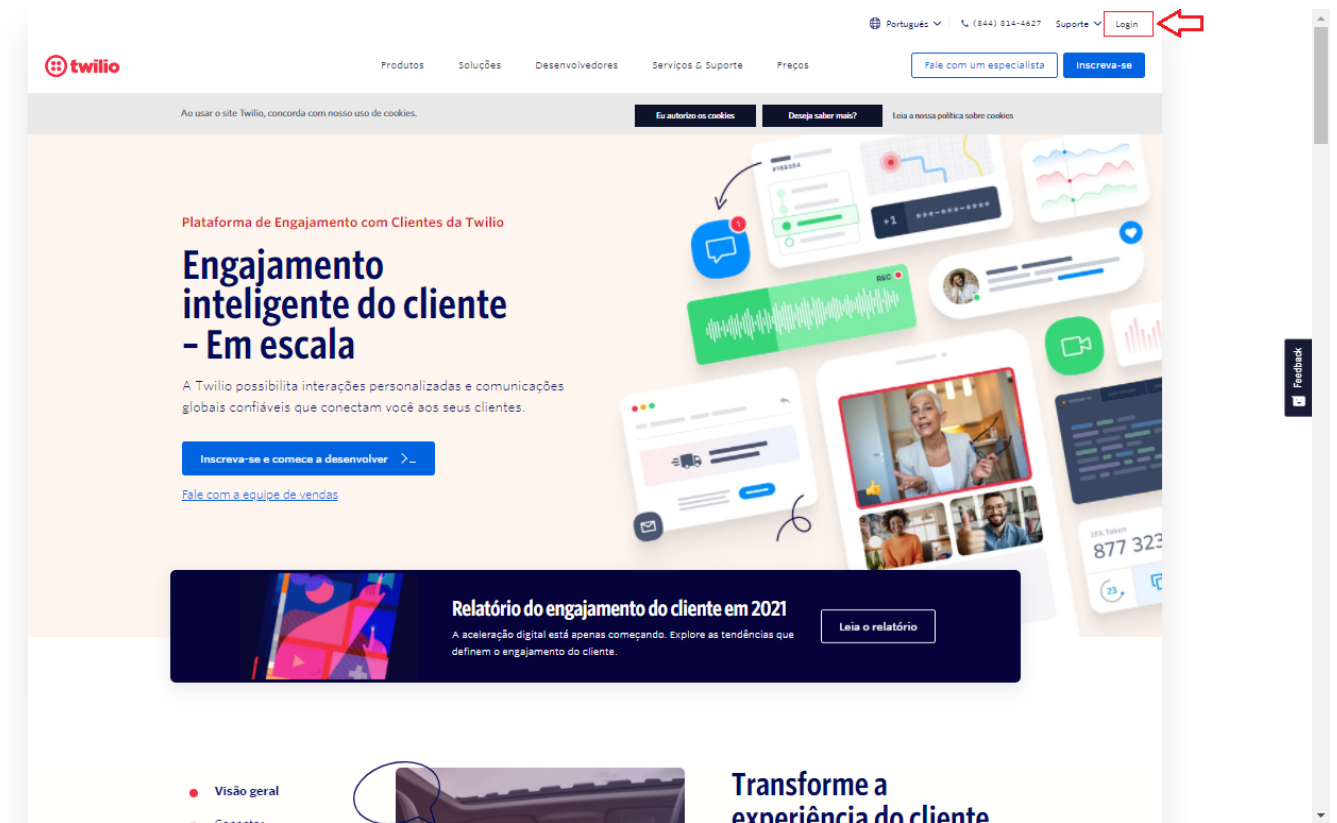 Português
(844) 814-4627
Suporte
Login
twilio
Produtos
Soluções
Desenvolvedores
Serviços & Suporte
Preços
Fale com um especialista
Inscreva-se
Ao usar o site Twilio, concorda com nosso uso de cookies.
Eu autorizo os cookies
Deseja saber mais?
Leia a nossa política sobre cookies
+1 ***-***-****
1
REC
Plataforma de Engajamento com Clientes da Twilio
Engajamento
inteligente do cliente
– Em escala
A Twilio possibilita interações personalizadas e comunicações
globais confiáveis que conectam você aos seus clientes.
Inscreva-se e comece a desenvolver >_
Fale com a equipe de vendas
Feedback
2FA Token
877 323
23
Relatório do engajamento do cliente em 2021
A aceleração digital está apenas começando. Explore as tendências que
definem o engajamento do cliente.
Leia o relatório
Visão geral
Transforme a
experiência do cliente